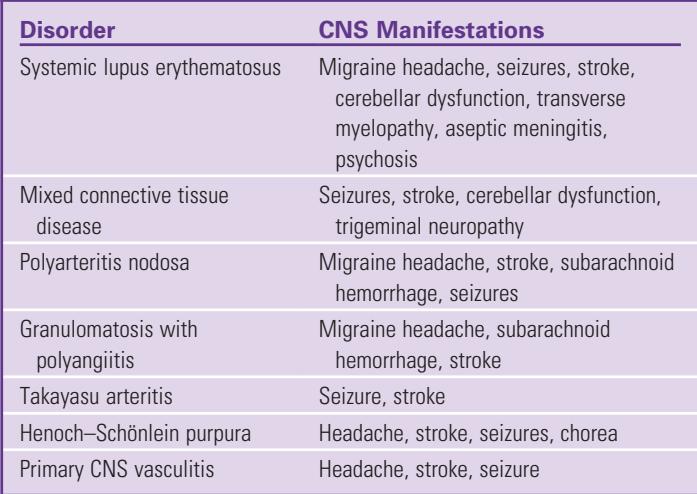 Disorder CNS Manifestations
Systemic lupus erythematosus Migraine headache, seizures, stroke,
cerebellar dysfunction, transverse
myelopathy, aseptic meningitis,
psychosis
Mixed connective tissue Seizures, stroke, cerebellar dysfunction,
disease trigeminal neuropathy
Polyarteritis nodosa Migraine headache, stroke, subarachnoid
hemorrhage, seizures
Granulomatosis with Migraine headache, subarachnoid
polyangiitis hemorrhage, stroke
Takayasu arteritis Seizure, stroke
Henoch–Schönlein purpura Headache, stroke, seizures, chorea
Primary CNS vasculitis Headache, stroke, seizure